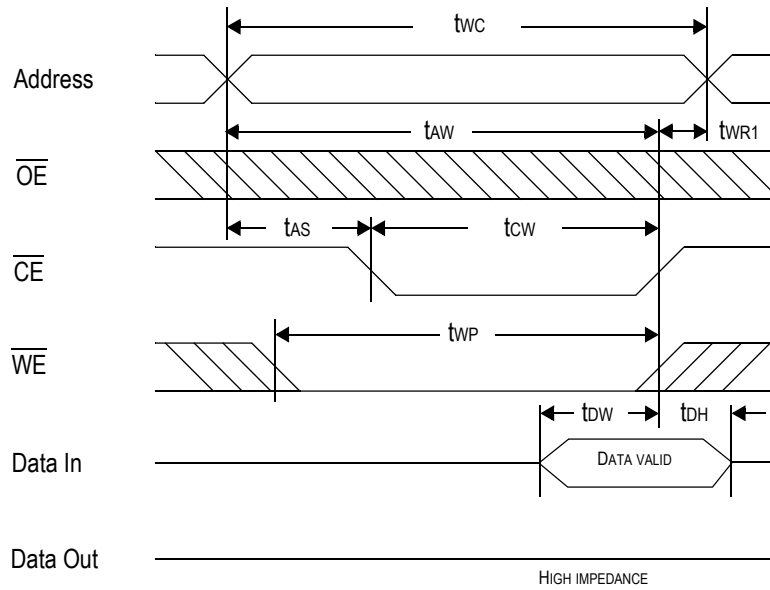 tWC
Address
tAW tWR1
OE
tAS tCW
CE
tWP
WE
tDW tDH
Data In DATA VALID
Data Out
HIGH IMPEDANCE